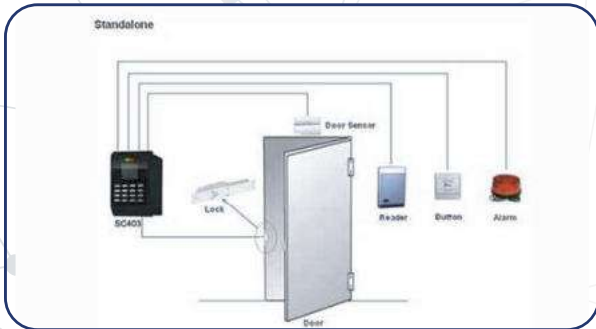 Standalone
Door Sensor
Lock
SC403
Reader
Button
Alarm
Door